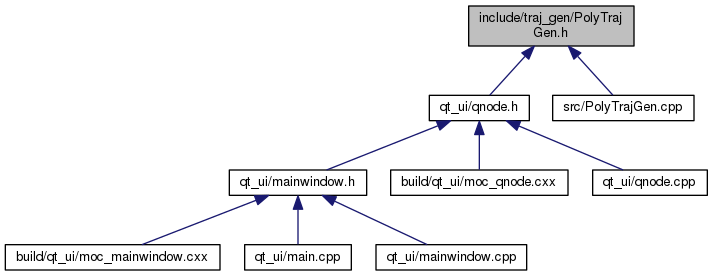 include/traj_gen/PolyTraj
Gen.h
qt_ui/qnode.h
src/PolyTrajGen.cpp
qt_ui/mainwindow.h
build/qt_ui/moc_qnode.cxx
qt_ui/qnode.cpp
build/qt_ui/moc_mainwindow.cxx
qt_ui/main.cpp
qt_ui/mainwindow.cpp